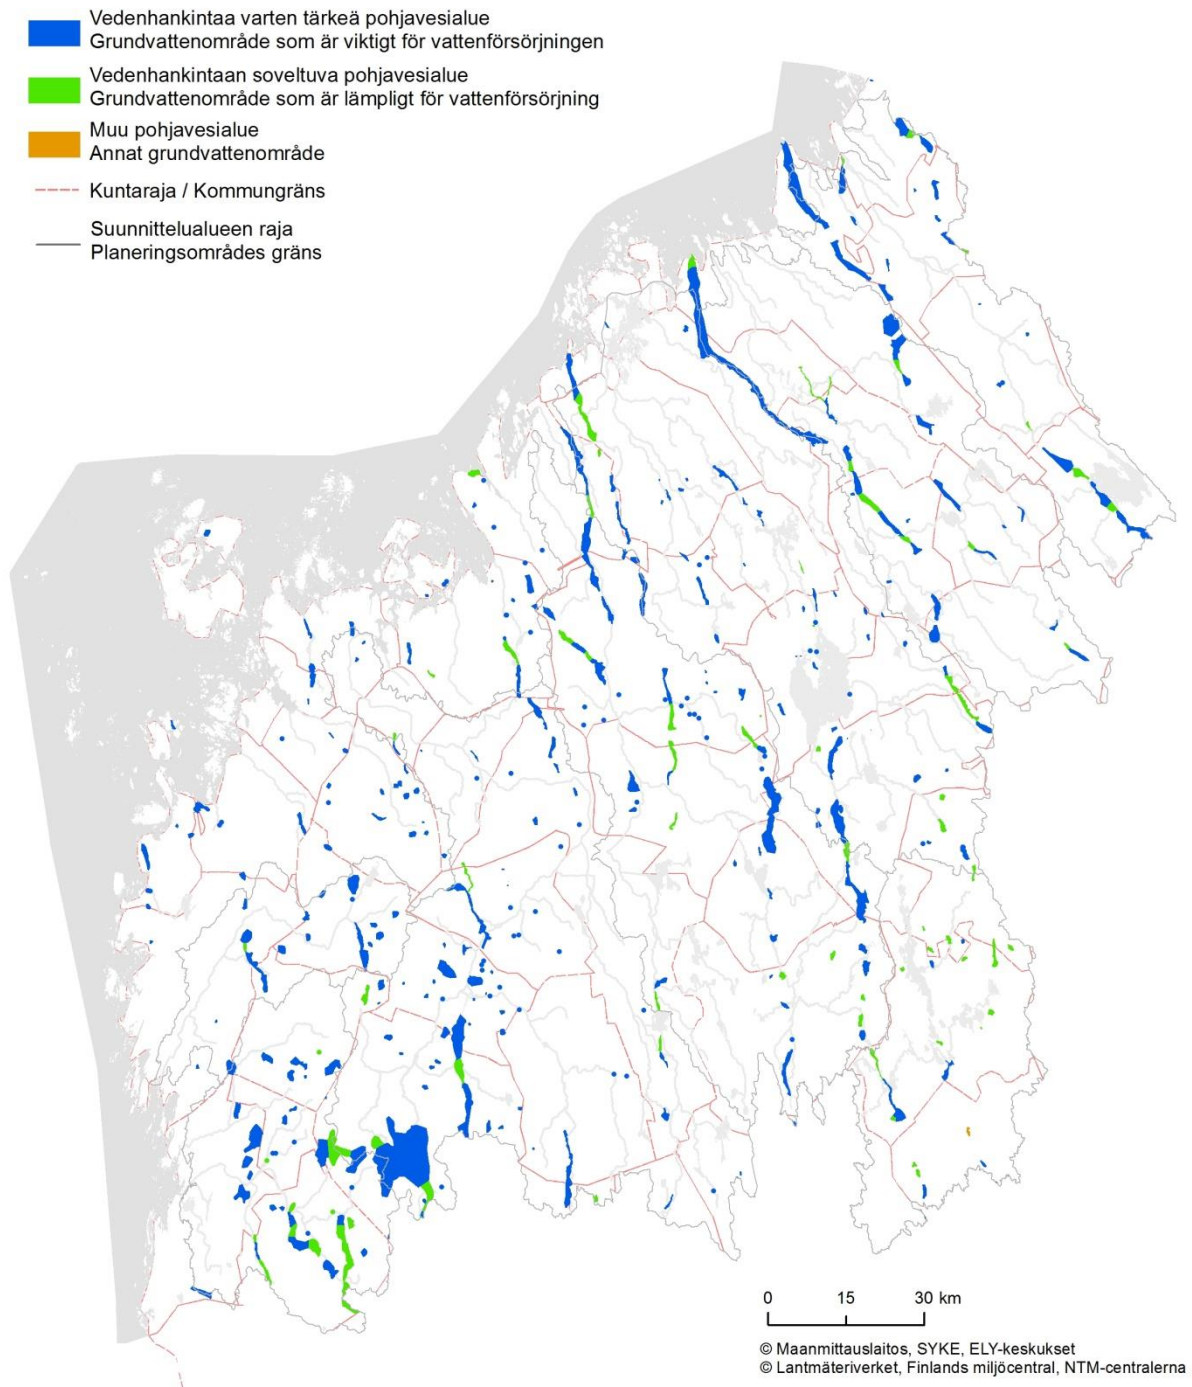 Vedenhankintaa varten tärkeä pohjavesialue
Grundvattenområde som är viktigt för vattenförsörjningen
Vedenhankintaan soveltuva pohjavesialue
Grundvattenområde som är lämpligt för vattenförsörjning
Muu pohjavesialue
Annat grundvattenområde
Kuntaraja / Kommungräns
Suunnittelualueen raja
Planeringsområdes gräns
0 15 30 km
© Maanmittauslaitos, SYKE, ELY-keskukset
© Lantmäteriverket, Finlands miljöcentral, NTM-centralerna